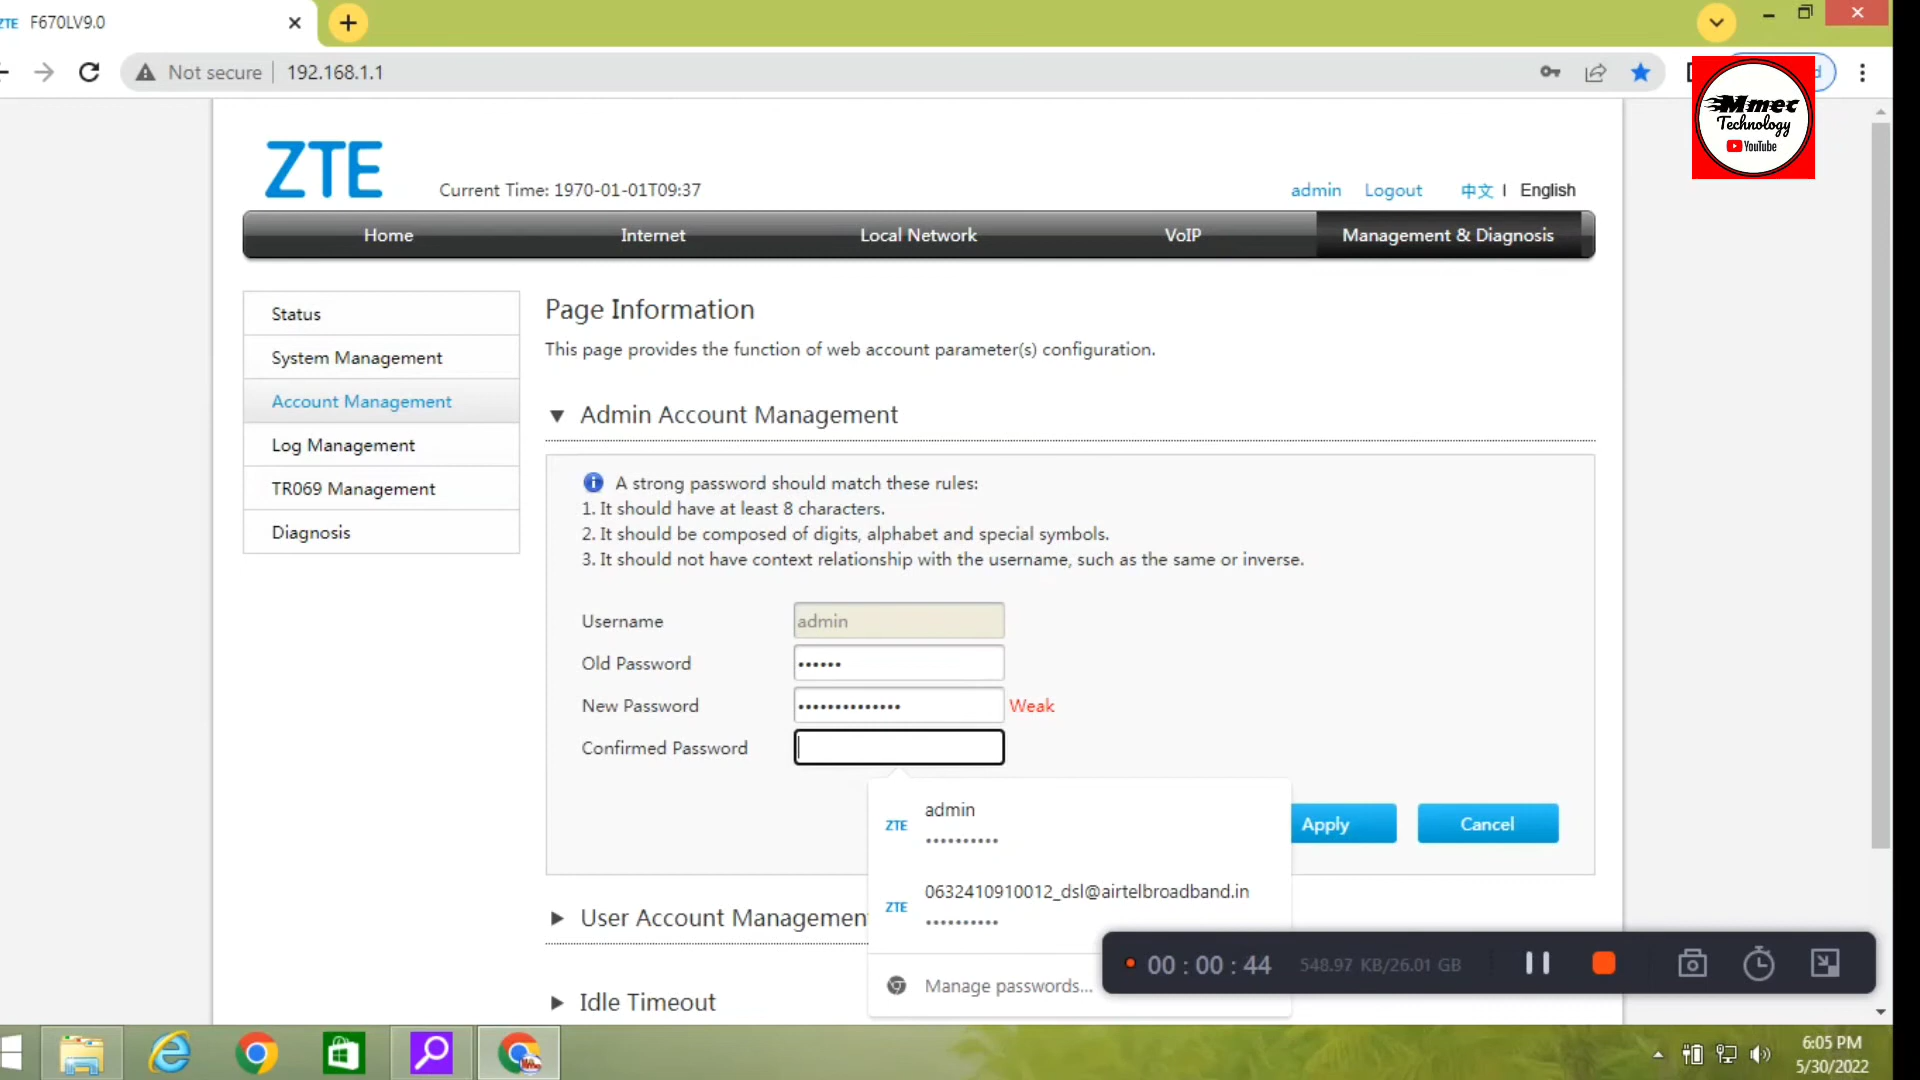 ZTE F670LV9.0
Not secure 192.168.1.1
Mmec
Technology
YouTube
ZTE
Current Time: 1970-01-01T09:37
admin Logout 中文 | English
Home Internet Local Network VoIP Management & Diagnosis
Status
System Management
Account Management
Log Management
TR069 Management
Diagnosis
Page Information
This page provides the function of web account parameter(s) configuration.
Admin Account Management
A strong password should match these rules:
1. It should have at least 8 characters.
2. It should be composed of digits, alphabet and special symbols.
3. It should not have context relationship with the username, such as the same or inverse.
Username admin
Old Password ••••••
New Password •••••••••••••• Weak
Confirmed Password
ZTE admin
••••••••••
Apply Cancel
ZTE 0632410910012_dsl@airtelbroadband.in
••••••••••
User Account Management
Manage passwords...
00 : 00 : 44 548.97 KB/26.01 GB
Idle Timeout
6:05 PM
5/30/2022